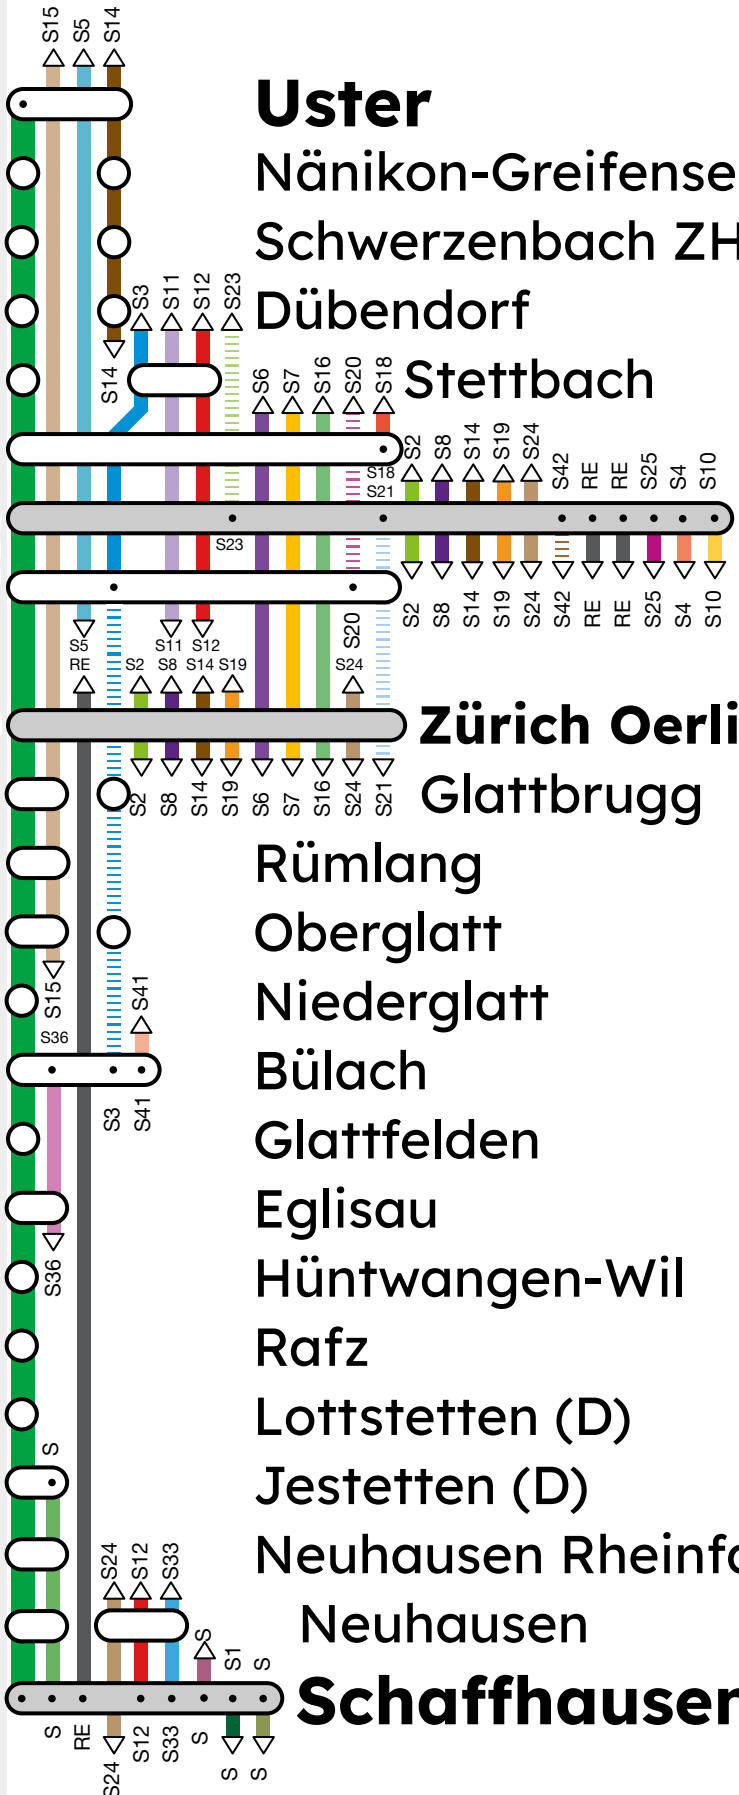 S15 S5 S14
Uster
Nänikon-Greifense
Schwerzenbach ZH
S3 S11 S12 S23
Dübendorf
S14
S6 S7 S16 S20 S18
Stettbach
S2 S8 S14 S19 S24 S42 RE RE S25 S4 S10
S18
S21
S23
S2 S8 S14 S19 S24 S42 RE RE S25 S4 S10
S5 S11 S12 S20
RE S2 S8 S14 S19 S24
Zürich Oerli
S2 S8 S14 S19 S6 S7 S16 S24 S21
Glattbrugg
Rümlang
Oberglatt
S15 S41
Niederglatt
S36
Bülach
S3 S41
Glattfelden
Eglisau
S36
Hüntwangen-Wil
Rafz
Lottstetten (D)
S
Jestetten (D)
S24 S12 S33
Neuhausen Rheinfa
Neuhausen
S S1 S
Schaffhausen
S RE S24 S12 S33 S S S